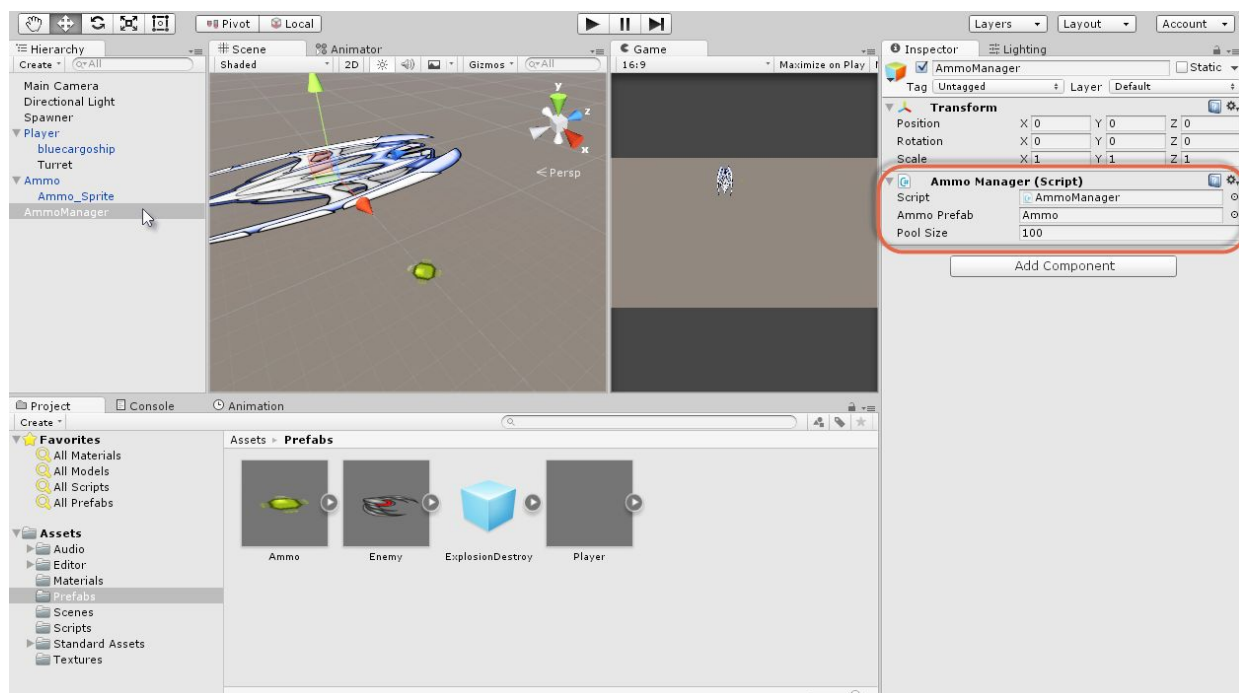 Pivot Local Layers Layout Account
Hierarchy Scene Animator Game Inspector Lighting
Create All Shaded 2D Gizmos All 16:9 Maximize on Play AmmoManager Static
Main Camera
Directional Light
Spawner
Player
bluecargoship
Turret
Ammo
Ammo_Sprite
AmmoManager
y
z
x
Persp
Tag Untagged Layer Default
Transform
Position X 0 Y 0 Z 0
Rotation X 0 Y 0 Z 0
Scale X 1 Y 1 Z 1
Ammo Manager (Script)
Script AmmoManager
Ammo Prefab Ammo
Pool Size 100
Add Component
Project Console Animation
Create
Favorites
All Materials
All Models
All Scripts
All Prefabs
Assets
Audio
Editor
Materials
Prefabs
Scenes
Scripts
Standard Assets
Textures
Assets Prefabs
Ammo Enemy ExplosionDestroy Player